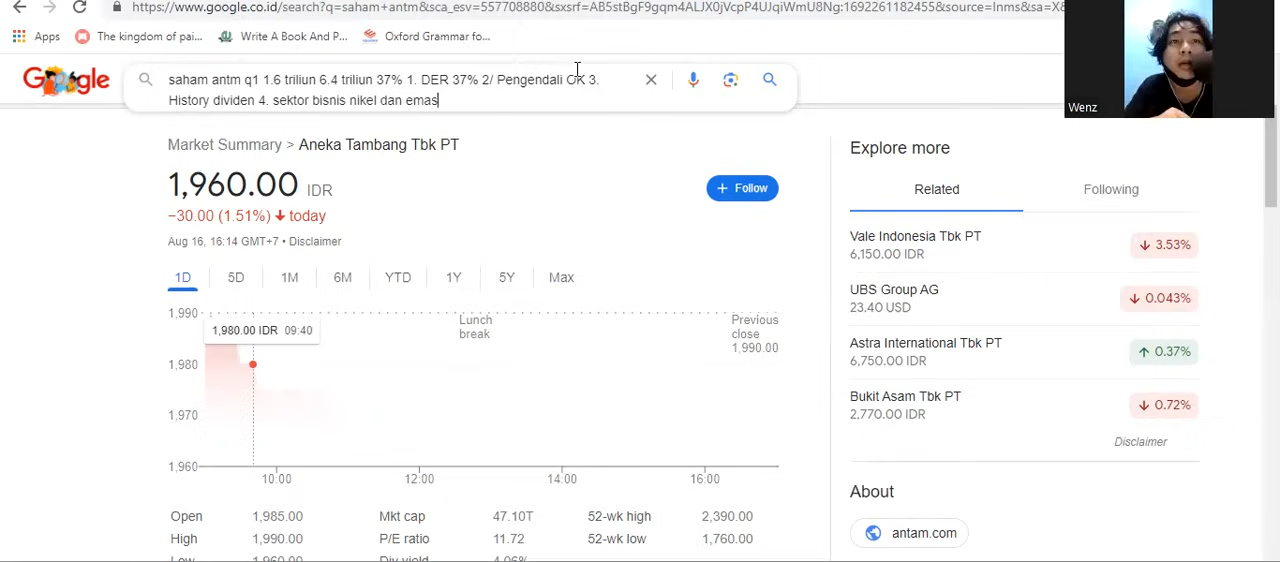 https://www.google.co.id/search?q=saham+antm&sca_esv=557708880&sxsrf=AB5stBgF9gqm4ALJX0jVcpP4UJqiWmU8Ng:1692261182455&source=lnms&sa=X&
Apps
The kingdom of pai...
Write A Book And P...
Oxford Grammar fo...
Google
saham antm q1 1.6 triliun 6.4 triliun 37% 1. DER 37% 2/ Pengendali OK 3.
History dividen 4. sektor bisnis nikel dan emas
Wenz
Market Summary > Aneka Tambang Tbk PT
1,960.00 IDR
+ Follow
−30.00 (1.51%) ↓ today
Aug 16, 16:14 GMT+7 • Disclaimer
1D 5D 1M 6M YTD 1Y 5Y Max
1,990
1,980.00 IDR 09:40
Lunch
break
Previous
close
1,990.00
1,980
1,970
1,960
10:00 12:00 14:00 16:00
Open 1,985.00 Mkt cap 47.10T 52-wk high 2,390.00
High 1,990.00 P/E ratio 11.72 52-wk low 1,760.00
Low 1,960.00 Div yield 4.06%
Explore more
Related Following
Vale Indonesia Tbk PT
6,150.00 IDR
↓ 3.53%
UBS Group AG
23.40 USD
↓ 0.043%
Astra International Tbk PT
6,750.00 IDR
↑ 0.37%
Bukit Asam Tbk PT
2,770.00 IDR
↓ 0.72%
Disclaimer
About
antam.com